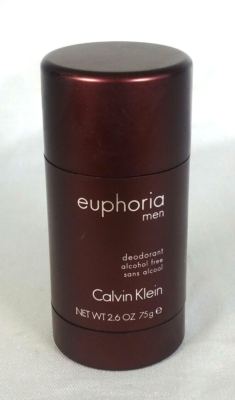 euphoria
men
deodorant
alcohol free
sans alcool
Calvin Klein
NET WT 2.6 OZ 75g ℮